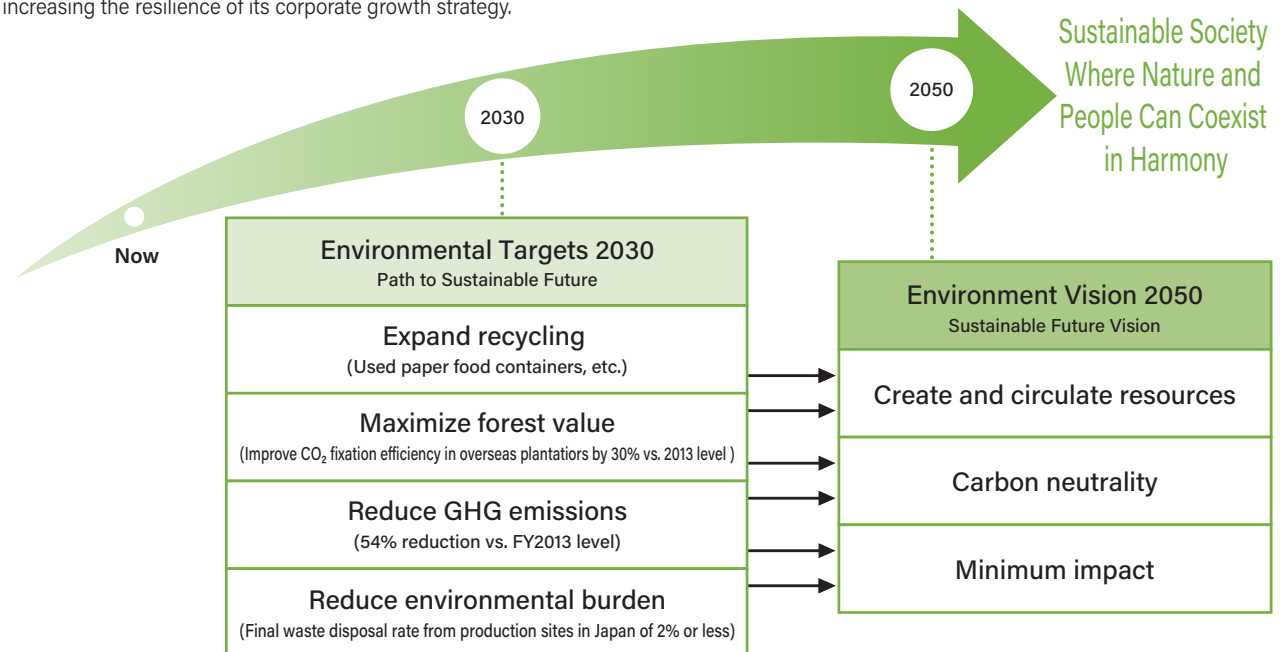 increasing the resilience of its corporate growth strategy.
Sustainable Society
Where Nature and
People Can Coexist
in Harmony
2050
2030
Now
Environmental Targets 2030
Path to Sustainable Future
Expand recycling
(Used paper food containers, etc.)
Maximize forest value
(Improve CO₂ fixation efficiency in overseas plantatiors by 30% vs. 2013 level )
Reduce GHG emissions
(54% reduction vs. FY2013 level)
Reduce environmental burden
(Final waste disposal rate from production sites in Japan of 2% or less)
Environment Vision 2050
Sustainable Future Vision
Create and circulate resources
Carbon neutrality
Minimum impact